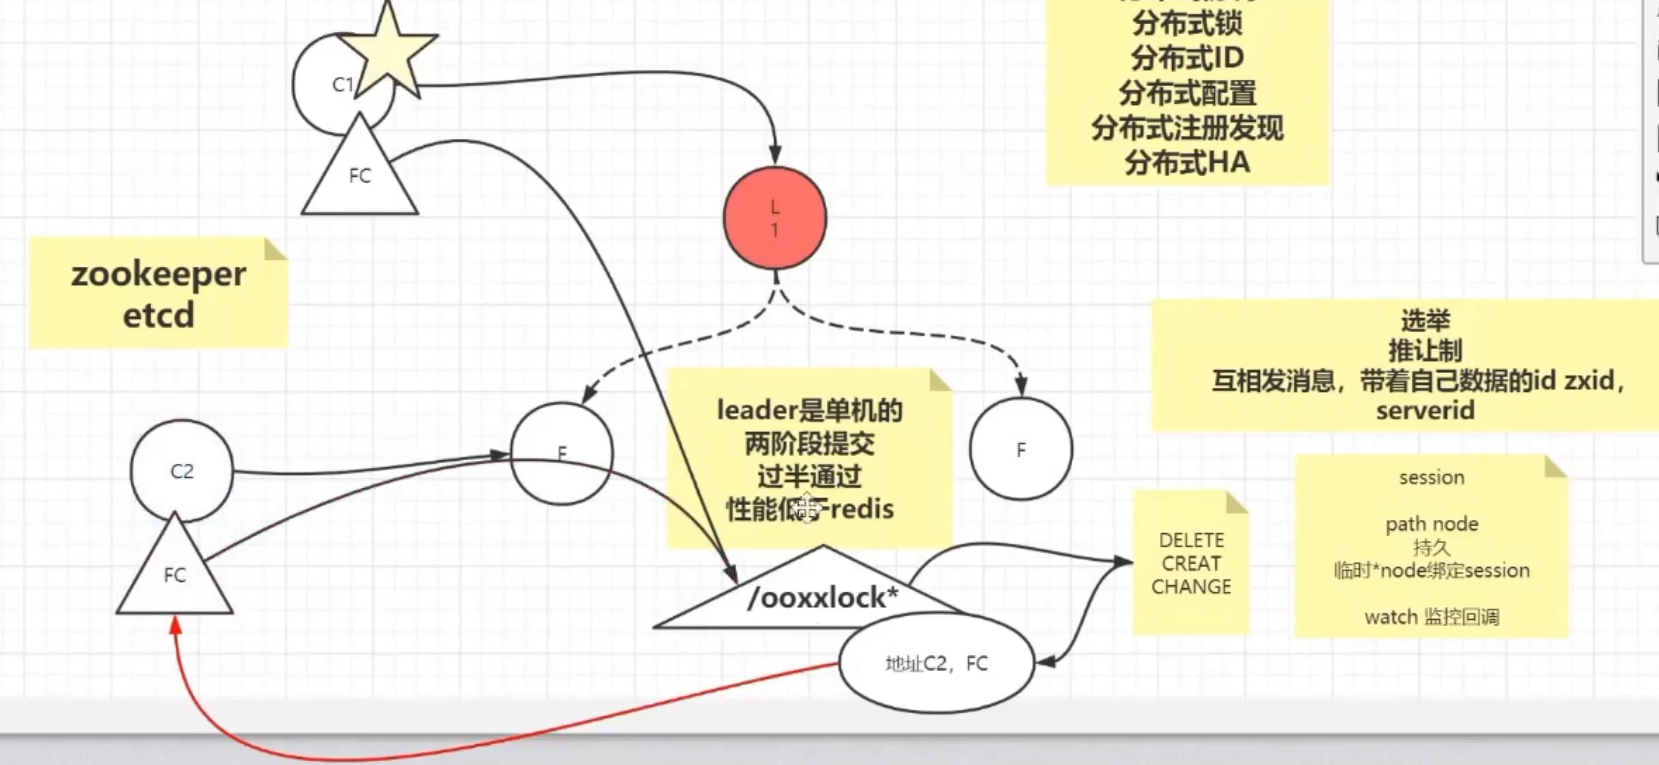 分布式锁
分布式ID
分布式配置
分布式注册发现
分布式HA
C1
FC
L
1
zookeeper
etcd
选举
推让制
互相发消息，带着自己数据的id zxid，
serverid
leader是单机的
两阶段提交
过半通过
性能低于redis
C2
F
F
FC
session
path node
持久
临时*node绑定session
watch 监控回调
DELETE
CREAT
CHANGE
/ooxxlock*
地址C2，FC